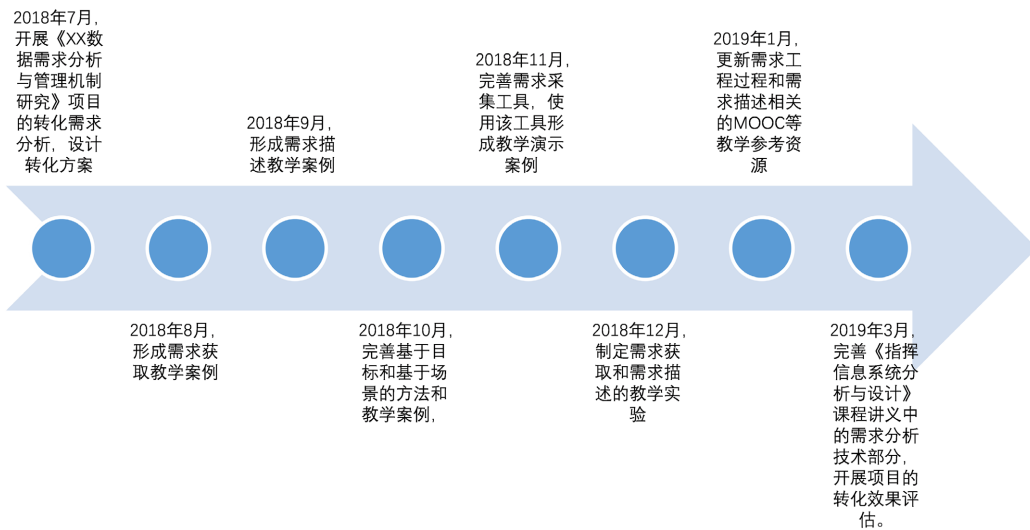 2018年7月，
开展《XX数
据需求分析
与管理机制
研究》项目
的转化需求
分析，设计
转化方案
2018年8月，
形成需求获
取教学案例
2018年9月，
形成需求描
述教学案例
2018年10月，
完善基于目
标和基于场
景的方法和
教学案例，
2018年11月，
完善需求采
集工具，使
用该工具形
成教学演示
案例
2018年12月，
制定需求获
取和需求描
述的教学实
验
2019年1月，
更新需求工
程过程和需
求描述相关
的MOOC等
教学参考资
源
2019年3月，
完善《指挥
信息系统分
析与设计》
课程讲义中
的需求分析
技术部分，
开展项目的
转化效果评
估。